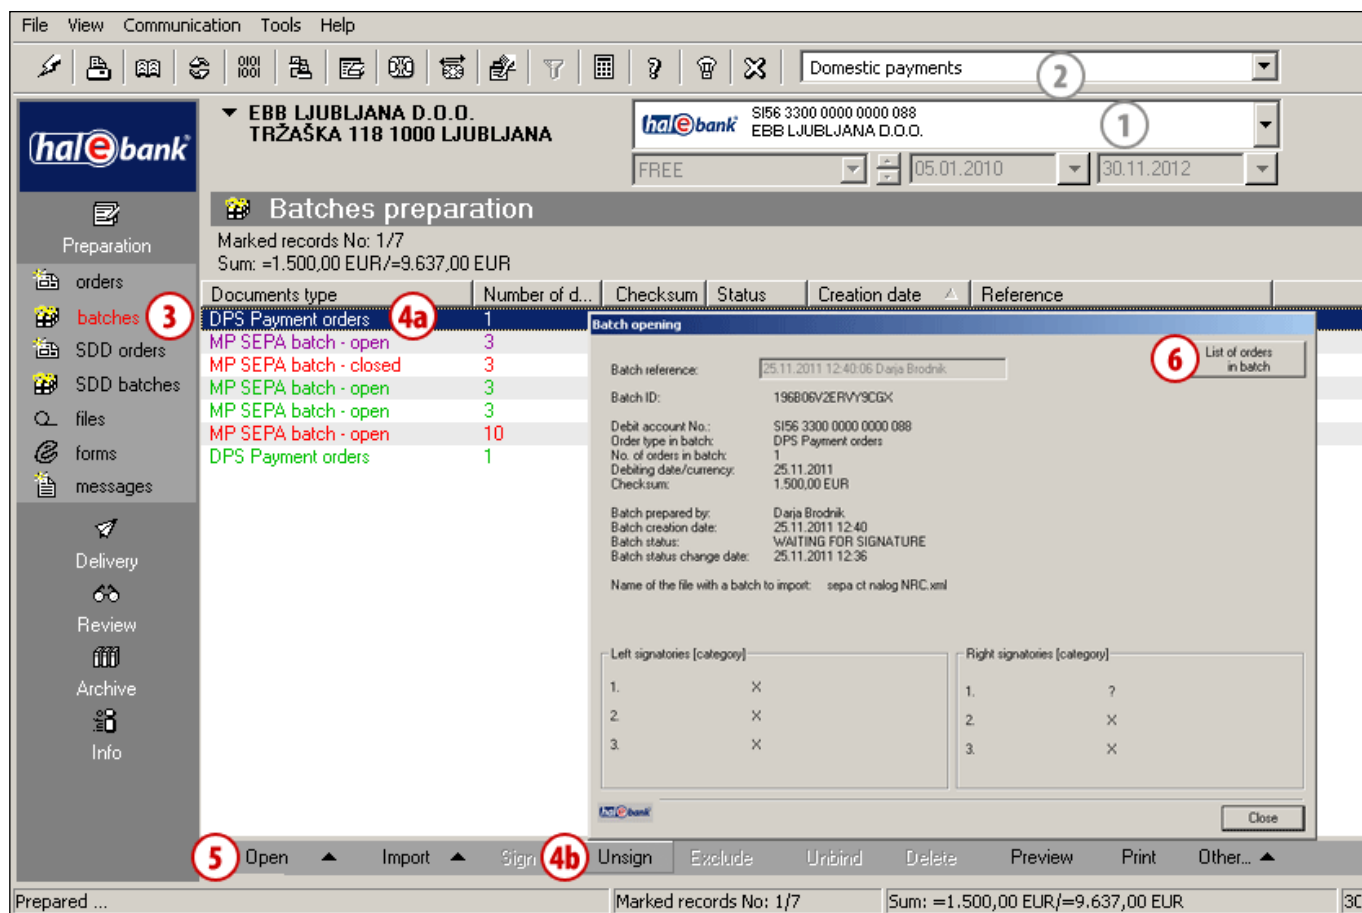 File View Communication Tools Help
Domestic payments
2
hal@bank
EBB LJUBLJANA D.O.O.
TRŽAŠKA 118 1000 LJUBLJANA
hal@bank
SI56 3300 0000 0000 088
EBB LJUBLJANA D.O.O.
1
FREE 05.01.2010 30.11.2012
Preparation
orders
batches 3
SDD orders
SDD batches
files
forms
messages
Delivery
Review
Archive
Info
Batches preparation
Marked records No: 1/7
Sum: =1.500,00 EUR/=9.637,00 EUR
Documents type Number of d... Checksum Status Creation date Reference
DPS Payment orders 4a 1
MP SEPA batch - open 3
MP SEPA batch - closed 3
MP SEPA batch - open 3
MP SEPA batch - open 3
MP SEPA batch - open 10
DPS Payment orders 1
Batch opening
6 List of orders
in batch
Batch reference: 25.11.2011 12:40:06 Darja Brodnik
Batch ID: 196B06V2ERVY9CGX
Debit account No.: SI56 3300 0000 0000 088
Order type in batch: DPS Payment orders
No. of orders in batch: 1
Debiting date/currency: 25.11.2011
Checksum: 1.500,00 EUR
Batch prepared by: Darja Brodnik
Batch creation date: 25.11.2011 12:40
Batch status: WAITING FOR SIGNATURE
Batch status change date: 25.11.2011 12:36
Name of the file with a batch to import: sepa ct nalog NRC.xml
Left signatories [category]
1. X
2. X
3. X
Right signatories [category]
1. ?
2. X
3. X
hal@bank
Close
5 Open Import Sign 4b Unsign Exclude Unbind Delete Preview Print Other...
Prepared ... Marked records No: 1/7 Sum: =1.500,00 EUR/=9.637,00 EUR 30